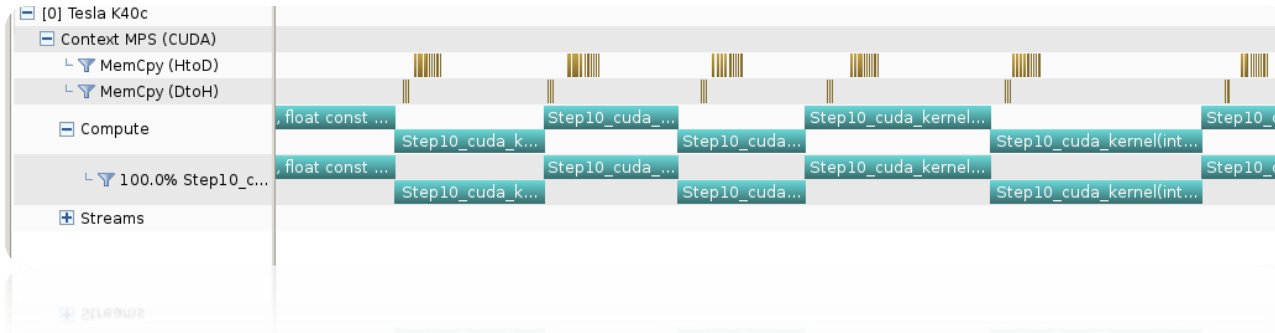 [0] Tesla K40c
Context MPS (CUDA)
MemCpy (HtoD)
MemCpy (DtoH)
Compute
, float const ... Step10_cuda_... Step10_cuda_kernel... Step10_c
Step10_cuda_k... Step10_cuda... Step10_cuda_kernel(int...
100.0% Step10_c...
, float const ... Step10_cuda_... Step10_cuda_kernel... Step10_c
Step10_cuda_k... Step10_cuda... Step10_cuda_kernel(int...
Streams
Streams